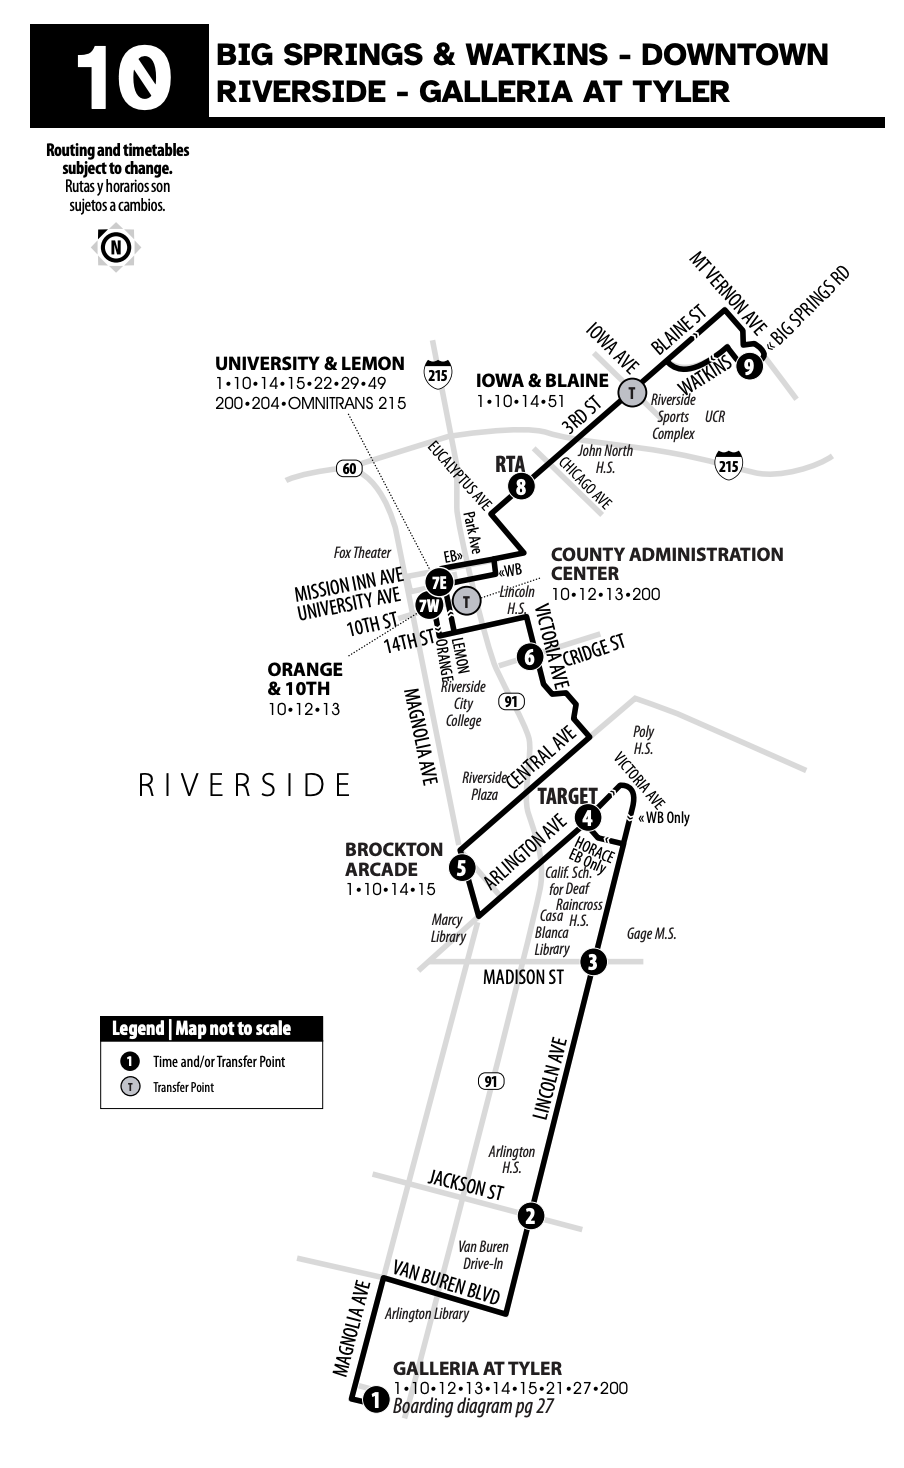 10
BIG SPRINGS & WATKINS - DOWNTOWN
RIVERSIDE - GALLERIA AT TYLER
Routing and timetables
subject to change.
Rutas y horarios son
sujetos a cambios.
N
MT VERNON AVE
« BIG SPRINGS RD
BLAINE ST
IOWA AVE
WATKINS
9
UNIVERSITY & LEMON
1•10•14•15•22•29•49
200•204•OMNITRANS 215
215
IOWA & BLAINE
1•10•14•51
T
3RD ST
Riverside
Sports
Complex
UCR
John North
H.S.
CHICAGO AVE
215
60
EUCALYPTUS AVE
RTA
8
Park Ave
Fox Theater
EB»
«WB
MISSION INN AVE
UNIVERSITY AVE
10TH ST
14TH ST
7E
7W
T
Lincoln
H.S.
COUNTY ADMINISTRATION
CENTER
10•12•13•200
ORANGE
& 10TH
10•12•13
ORANGE
LEMON
VICTORIA AVE
6
CRIDGE ST
Riverside
City
College
91
MAGNOLIA AVE
CENTRAL AVE
RIVERSIDE
Riverside
Plaza
Poly
H.S.
VICTORIA AVE
TARGET
4
« WB Only
HORACE
EB Only
ARLINGTON AVE
BROCKTON
ARCADE
1•10•14•15
5
Calif. Sch.
for Deaf
Raincross
H.S.
Casa
Blanca
Library
Marcy
Library
Gage M.S.
3
MADISON ST
Legend | Map not to scale
1 Time and/or Transfer Point
T Transfer Point
LINCOLN AVE
91
Arlington
H.S.
JACKSON ST
2
Van Buren
Drive-In
VAN BUREN BLVD
Arlington Library
MAGNOLIA AVE
GALLERIA AT TYLER
1•10•12•13•14•15•21•27•200
1
Boarding diagram pg 27